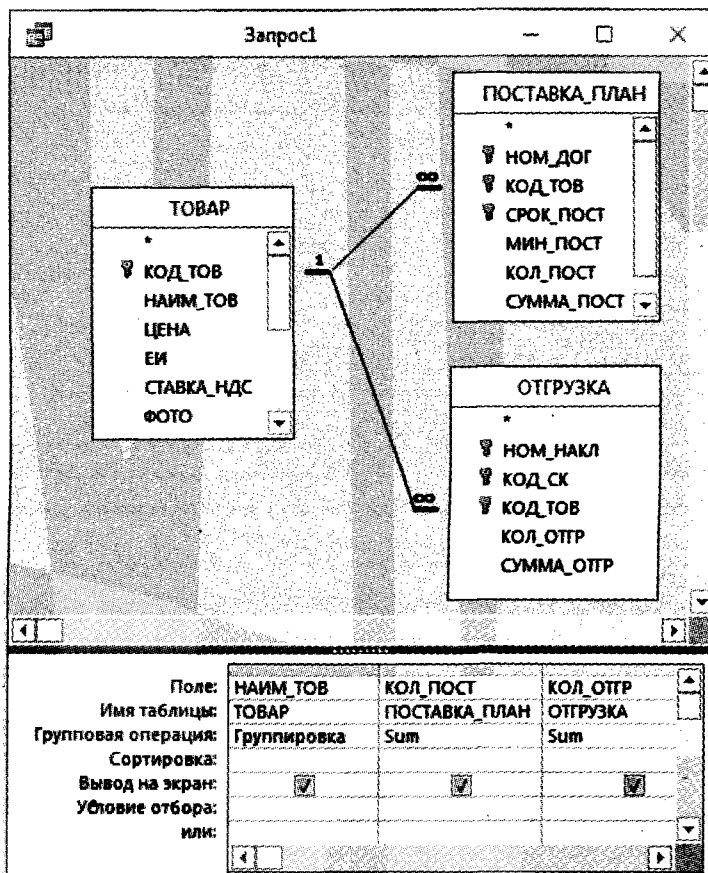 Запрос1
ПОСТАВКА_ПЛАН
*
НОМ_ДОГ
КОД_ТОВ
СРОК_ПОСТ
МИН_ПОСТ
КОЛ_ПОСТ
СУММА_ПОСТ
∞
ТОВАР
*
КОД_ТОВ
НАИМ_ТОВ
ЦЕНА
ЕИ
СТАВКА_НДС
ФОТО
1
∞
ОТГРУЗКА
*
НОМ_НАКЛ
КОД_СК
КОД_ТОВ
КОЛ_ОТГР
СУММА_ОТГР
Поле: НАИМ_ТОВ КОЛ_ПОСТ КОЛ_ОТГР
Имя таблицы: ТОВАР ПОСТАВКА_ПЛАН ОТГРУЗКА
Групповая операция: Группировка Sum Sum
Сортировка:
Вывод на экран:
Условие отбора:
или: